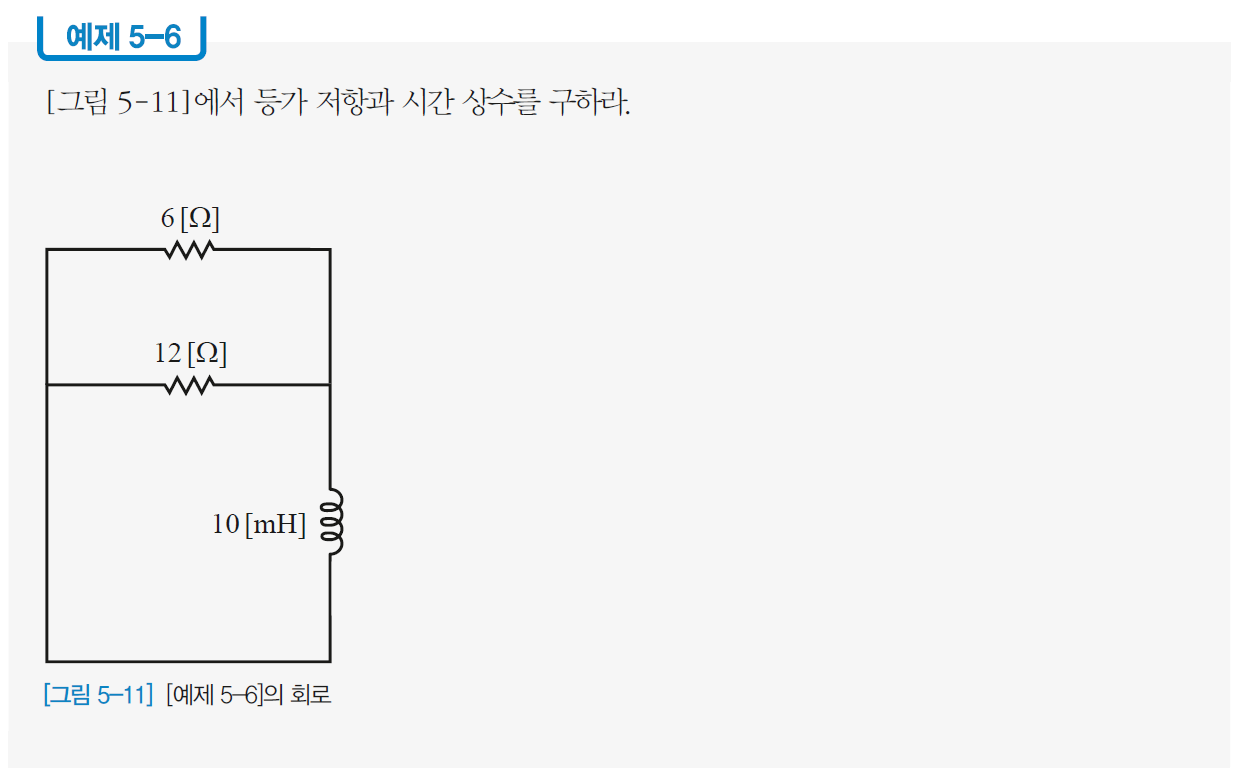 예제 5–6
[그림 5-11]에서 등가 저항과 시간 상수를 구하라.
6 [Ω]
12 [Ω]
10 [mH]
[그림 5–11] [예제 5–6]의 회로